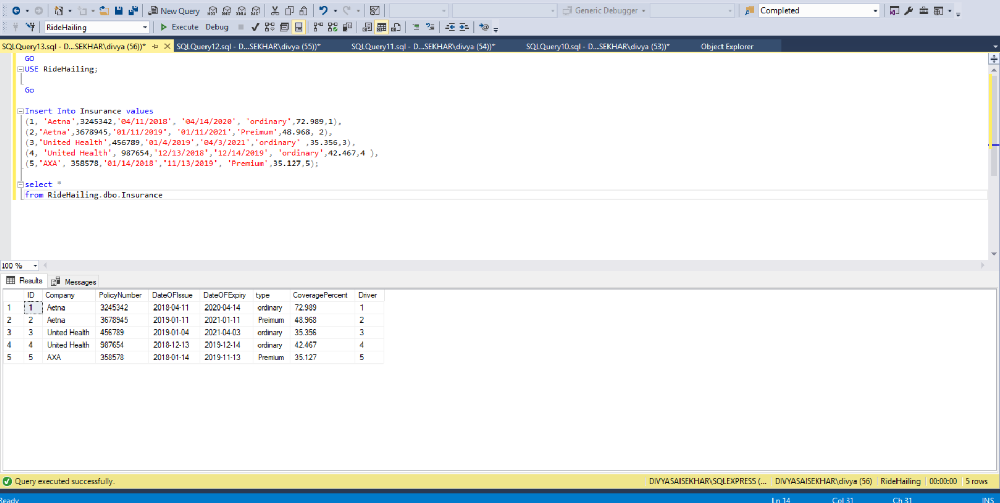 New Query
MDX DMX XMLA DAX
Generic Debugger
Completed
RideHailing
Execute Debug
SQLQuery13.sql - D...SEKHAR\divya (56))* SQLQuery12.sql - D...SEKHAR\divya (55))* SQLQuery11.sql - D...SEKHAR\divya (54))* SQLQuery10.sql - D...SEKHAR\divya (53))* Object Explorer
GO
USE RideHailing;
Go
Insert Into Insurance values
(1, 'Aetna',3245342,'04/11/2018', '04/14/2020', 'ordinary',72.989,1),
(2,'Aetna',3678945,'01/11/2019', '01/11/2021','Preimum',48.968, 2),
(3,'United Health',456789,'01/4/2019','04/3/2021','ordinary' ,35.356,3),
(4, 'United Health', 987654,'12/13/2018','12/14/2019', 'ordinary',42.467,4 ),
(5,'AXA', 358578,'01/14/2018','11/13/2019', 'Premium',35.127,5);
select *
from RideHailing.dbo.Insurance
100 %
Results Messages
ID Company PolicyNumber DateOFIssue DateOFExpiry type CoveragePercent Driver
1 1 Aetna 3245342 2018-04-11 2020-04-14 ordinary 72.989 1
2 2 Aetna 3678945 2019-01-11 2021-01-11 Preimum 48.968 2
3 3 United Health 456789 2019-01-04 2021-04-03 ordinary 35.356 3
4 4 United Health 987654 2018-12-13 2019-12-14 ordinary 42.467 4
5 5 AXA 358578 2018-01-14 2019-11-13 Premium 35.127 5
Query executed successfully. DIVYASAISEKHAR\SQLEXPRESS (... DIVYASAISEKHAR\divya (56) RideHailing 00:00:00 5 rows
Ready Ln 14 Col 31 Ch 31 INS